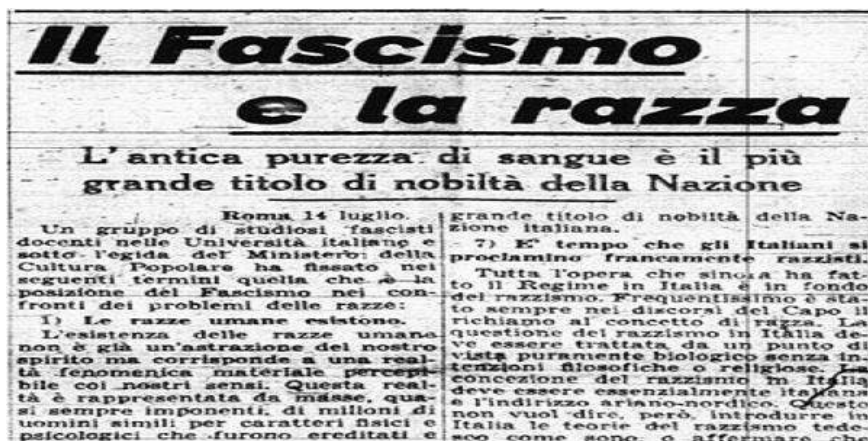 Il Fascismo
e la razza
L'antica purezza di sangue è il più
grande titolo di nobiltà della Nazione
Roma 14 luglio.
Un gruppo di studiosi fascisti
docenti nelle Università italiane e
sotto l'egida del Ministero della
Cultura Popolare ha fissato nei
seguenti termini quella che è la
posizione del Fascismo nei con-
fronti dei problemi delle razze:
1) Le razze umane esistono.
L'esistenza delle razze umane
non è già un'astrazione del nostro
spirito ma corrisponde a una real-
tà fenomenica materiale percepi-
bile coi nostri sensi. Questa real-
tà è rappresentata da masse, qua-
si sempre imponenti, di milioni di
uomini simili per caratteri fisici e
psicologici che furono ereditati e
grande titolo di nobiltà della Na-
zione italiana.
7) E' tempo che gli Italiani si
proclamino francamente razzisti.
Tutta l'opera che sinora ha fat-
to il Regime in Italia è in fondo
del razzismo. Frequentissimo è sta-
to sempre nei discorsi del Capo il
richiamo al concetto di razza. La
questione del razzismo in Italia de-
ve essere trattata da un punto di
vista puramente biologico senza in-
tenzioni filosofiche o religiose. La
concezione del razzismo in Italia
deve essere essenzialmente italiana
e l'indirizzo ariano-nordico. Questo
non vuol dire, però, introdurre in
Italia le teorie del razzismo tede-
sco come sono o affermare che